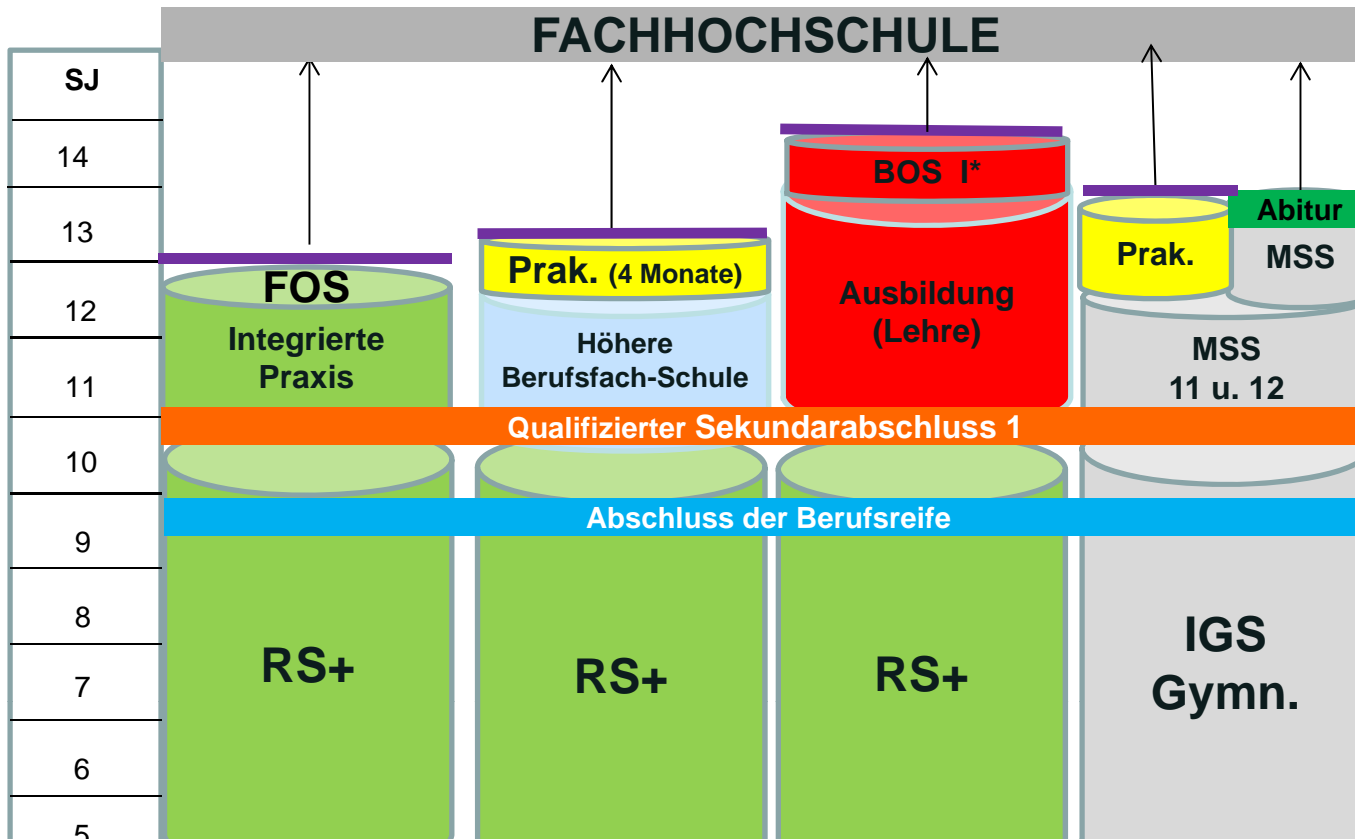 FACHHOCHSCHULE
SJ
14
13
12
11
10
9
8
7
6
5
FOS
Integrierte
Praxis
Prak. (4 Monate)
Höhere
Berufsfach-Schule
BOS I*
Ausbildung
(Lehre)
Prak.
Abitur
MSS
MSS
11 u. 12
Qualifizierter Sekundarabschluss 1
Abschluss der Berufsreife
RS+
RS+
RS+
IGS
Gymn.